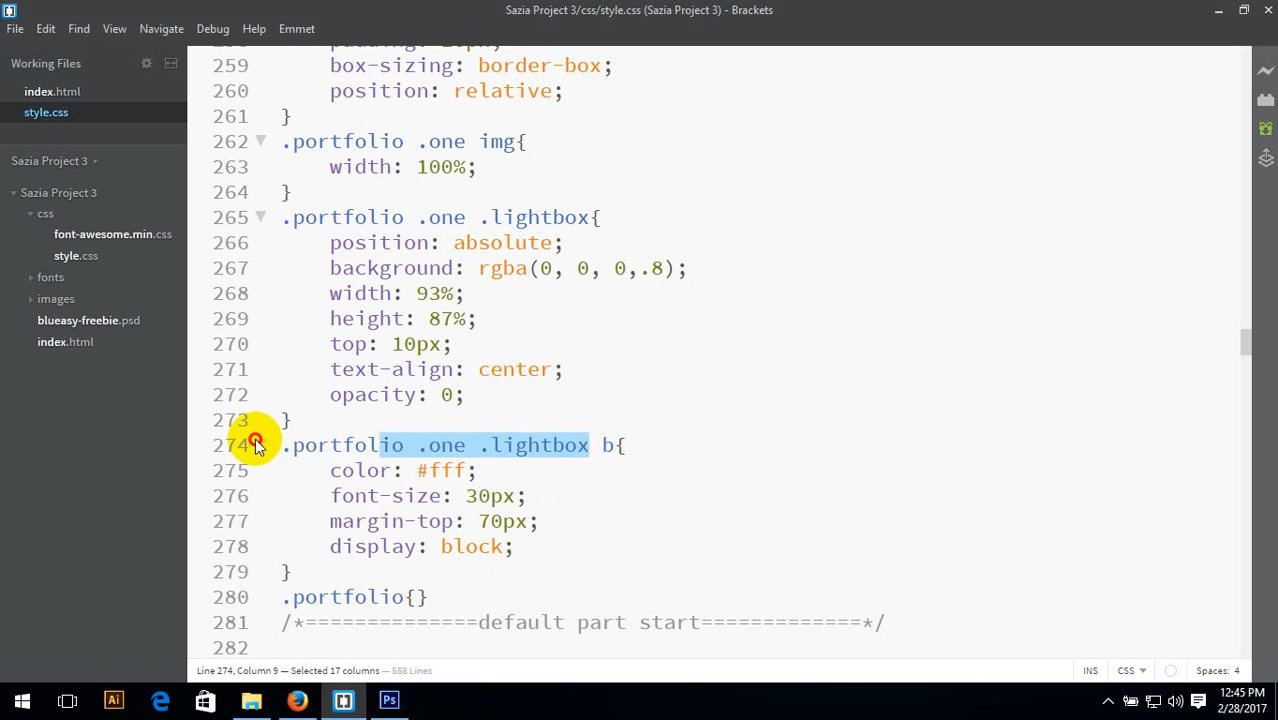 Sazia Project 3/css/style.css (Sazia Project 3) - Brackets
File Edit Find View Navigate Debug Help Emmet
Working Files
index.html
style.css
Sazia Project 3
Sazia Project 3
css
font-awesome.min.css
style.css
fonts
images
blueasy-freebie.psd
index.html
259 box-sizing: border-box;
260 position: relative;
261 }
262 .portfolio .one img{
263 width: 100%;
264 }
265 .portfolio .one .lightbox{
266 position: absolute;
267 background: rgba(0, 0, 0,.8);
268 width: 93%;
269 height: 87%;
270 top: 10px;
271 text-align: center;
272 opacity: 0;
273 }
274 .portfolio .one .lightbox b{
275 color: #fff;
276 font-size: 30px;
277 margin-top: 70px;
278 display: block;
279 }
280 .portfolio{}
281 /*==============default part start=============*/
282
Line 274, Column 9 — Selected 17 columns — 558 Lines
INS CSS Spaces: 4
Ai Ps
12:45 PM
2/28/2017